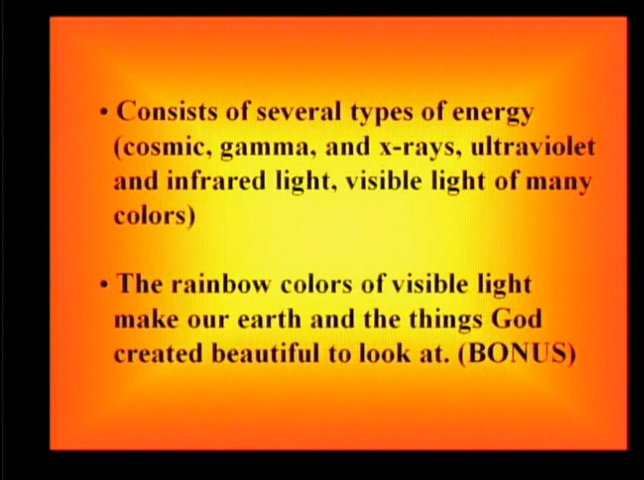 • Consists of several types of energy
(cosmic, gamma, and x-rays, ultraviolet
and infrared light, visible light of many
colors)
• The rainbow colors of visible light
make our earth and the things God
created beautiful to look at. (BONUS)